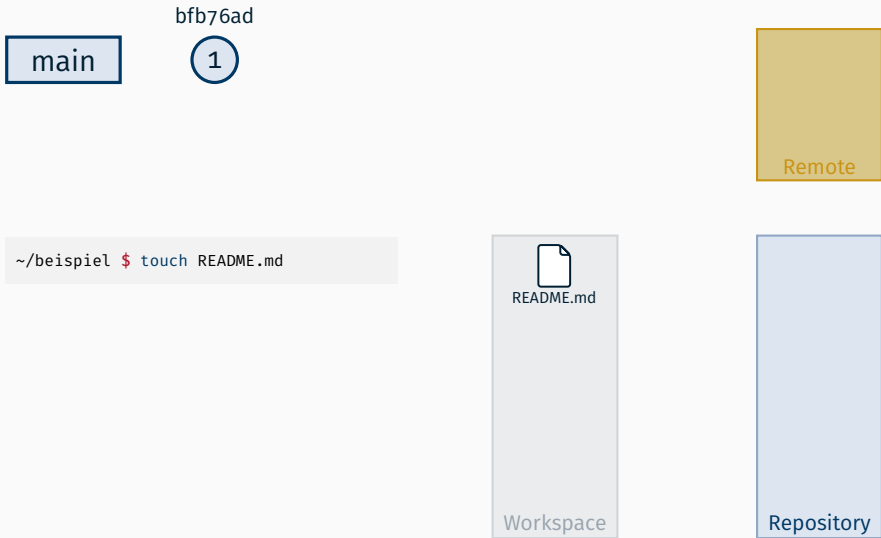 bfb76ad
main
1
Remote
~/beispiel $ touch README.md
README.md
Workspace
Repository